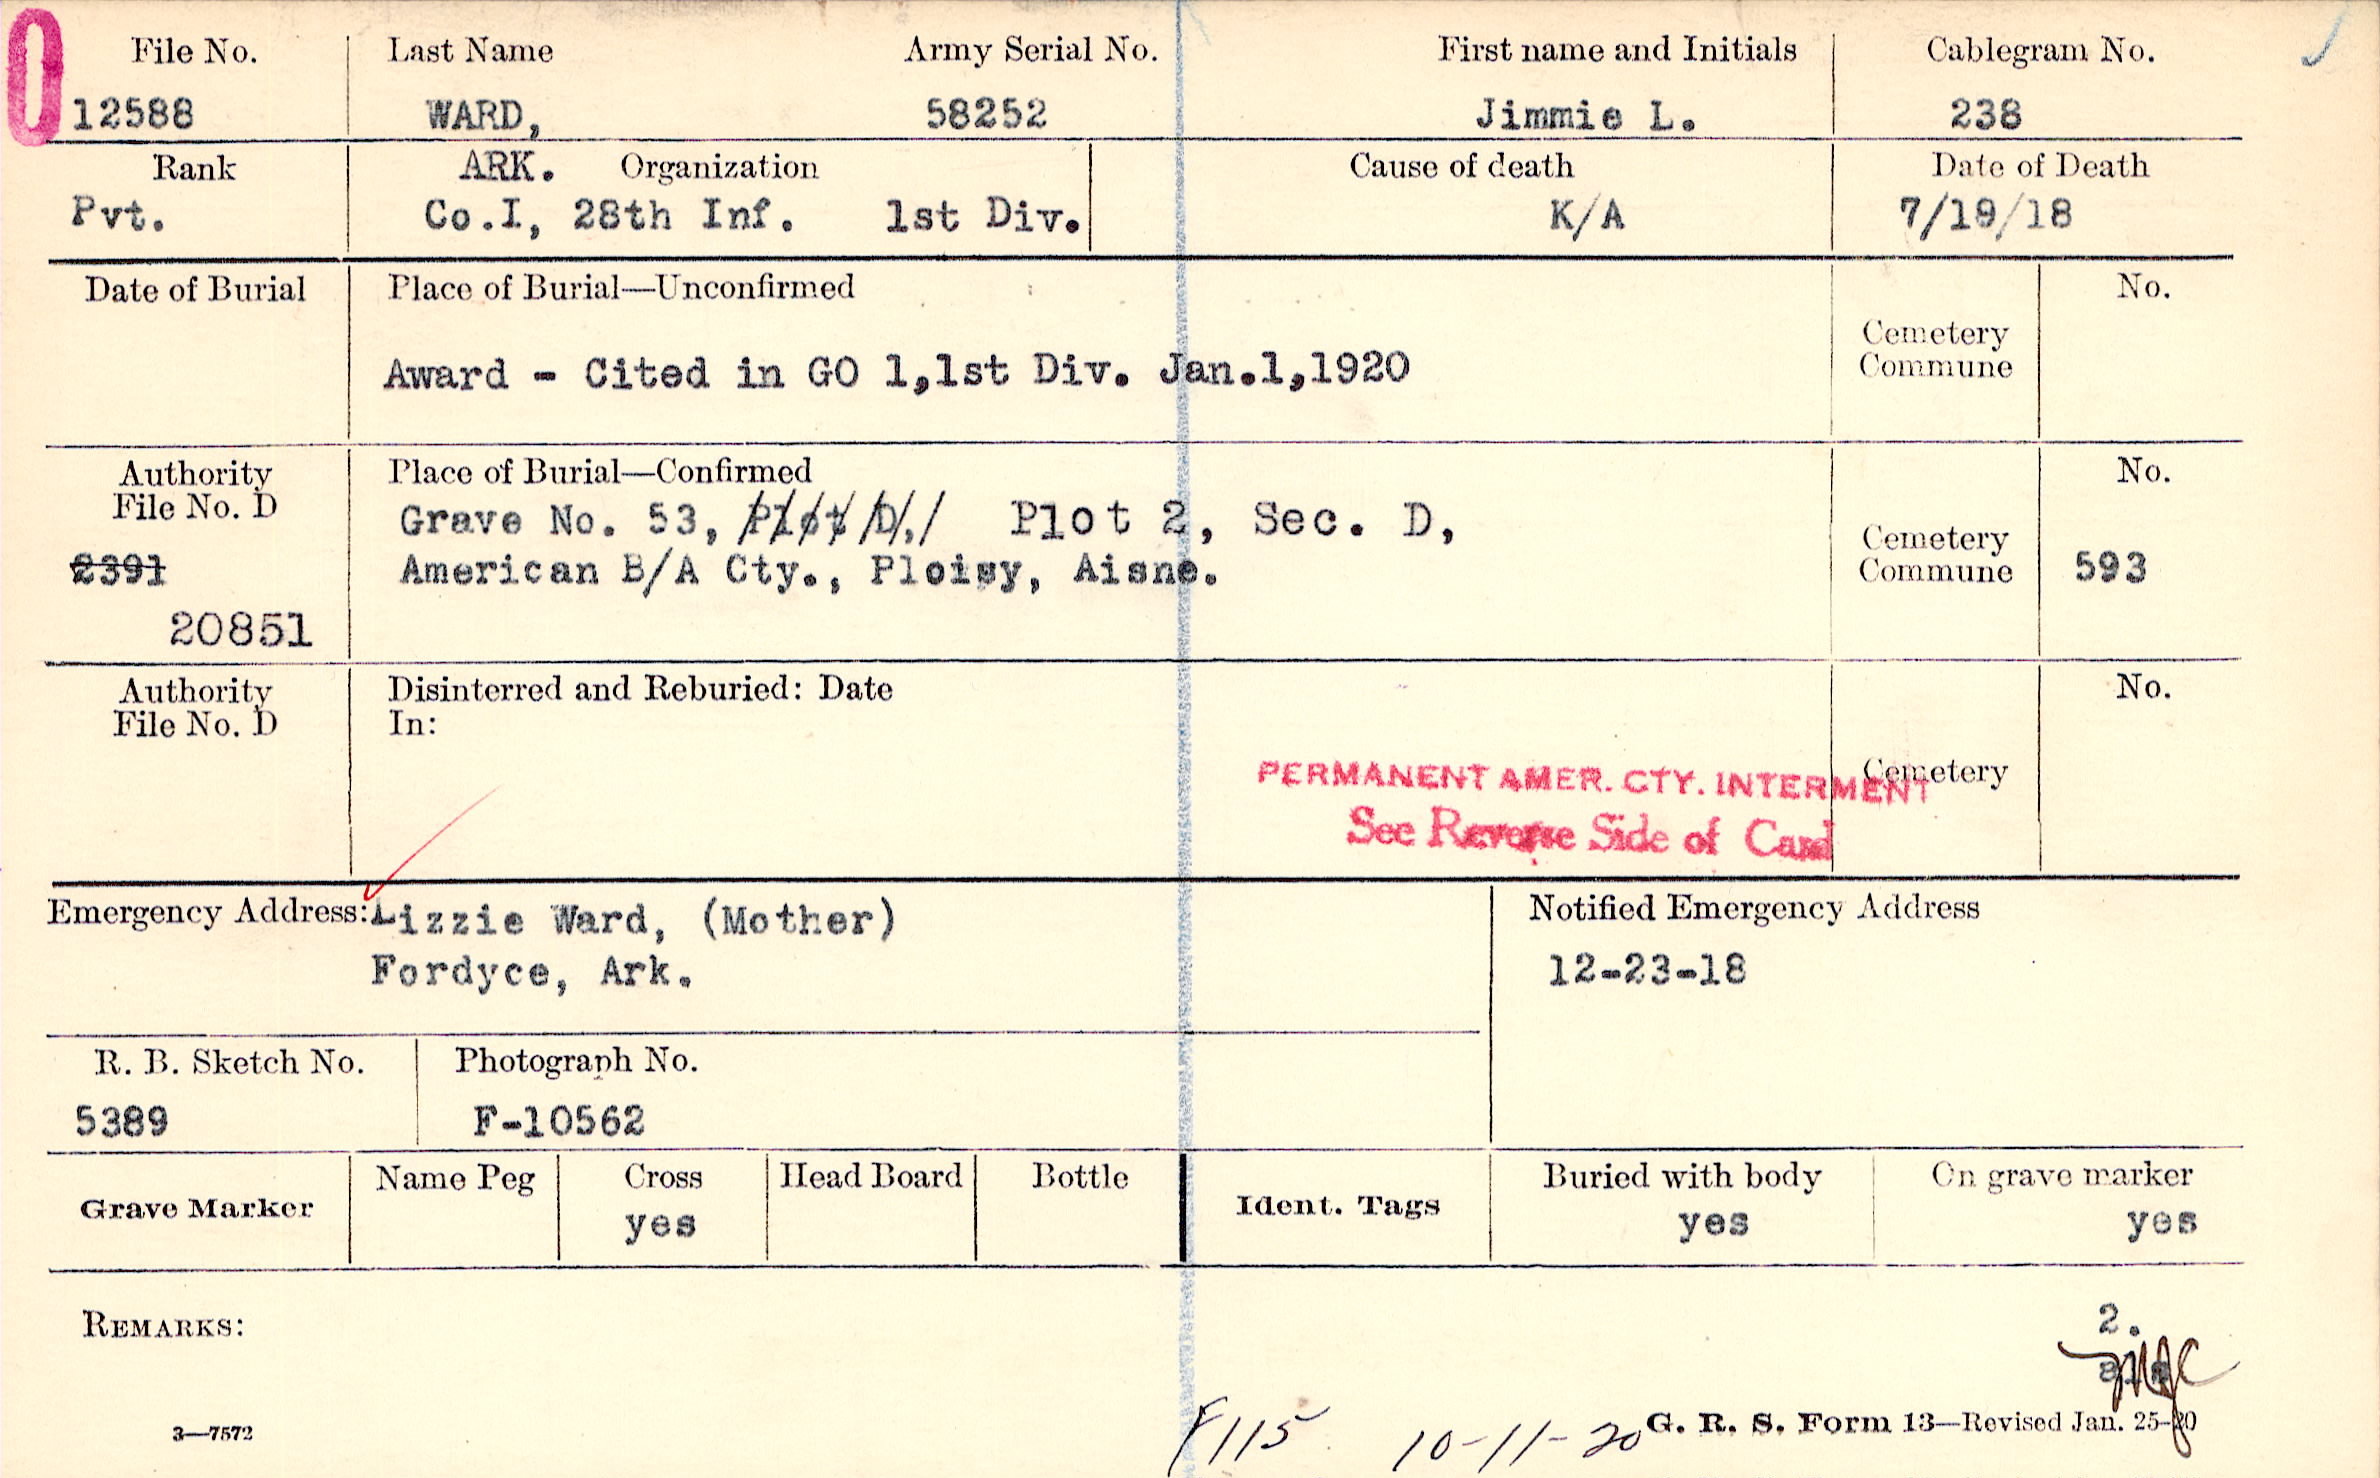 File No. Last Name Army Serial No. First name and Initials Cablegram No.
12588 WARD, 58252 Jimmie L. 238
Rank ARK. Organization Cause of death Date of Death
Pvt. Co.I, 28th Inf. 1st Div. K/A 7/19/18
Date of Burial Place of Burial—Unconfirmed No.
Cemetery
Commune
Award - Cited in GO 1,1st Div. Jan.1,1920
Authority Place of Burial—Confirmed No.
File No. D
Grave No. 53, Plot D, Plot 2, Sec. D,
2391 American B/A Cty., Ploisy, Aisne. Cemetery
Commune 593
20851
Authority Disinterred and Reburied: Date No.
File No. D In:
Cemetery
PERMANENT AMER. CTY. INTERMENT
See Reverse Side of Card
Emergency Address: Lizzie Ward, (Mother) Notified Emergency Address
Fordyce, Ark. 12-23-18
R. B. Sketch No. Photograph No.
5389 F-10562
Grave Marker Name Peg Cross Head Board Bottle Ident. Tags Buried with body On grave marker
yes yes yes
REMARKS:
2.
3—7572 F115 10-11-20 G. R. S. Form 13—Revised Jan. 25-20